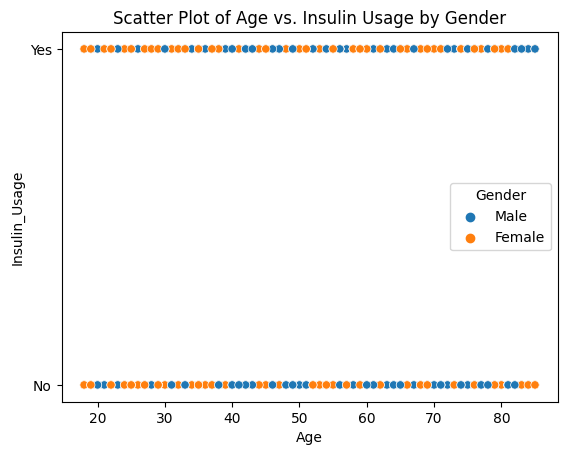 Scatter Plot of Age vs. Insulin Usage by Gender
Yes
Insulin_Usage
Gender
Male
Female
No
20 30 40 50 60 70 80
Age